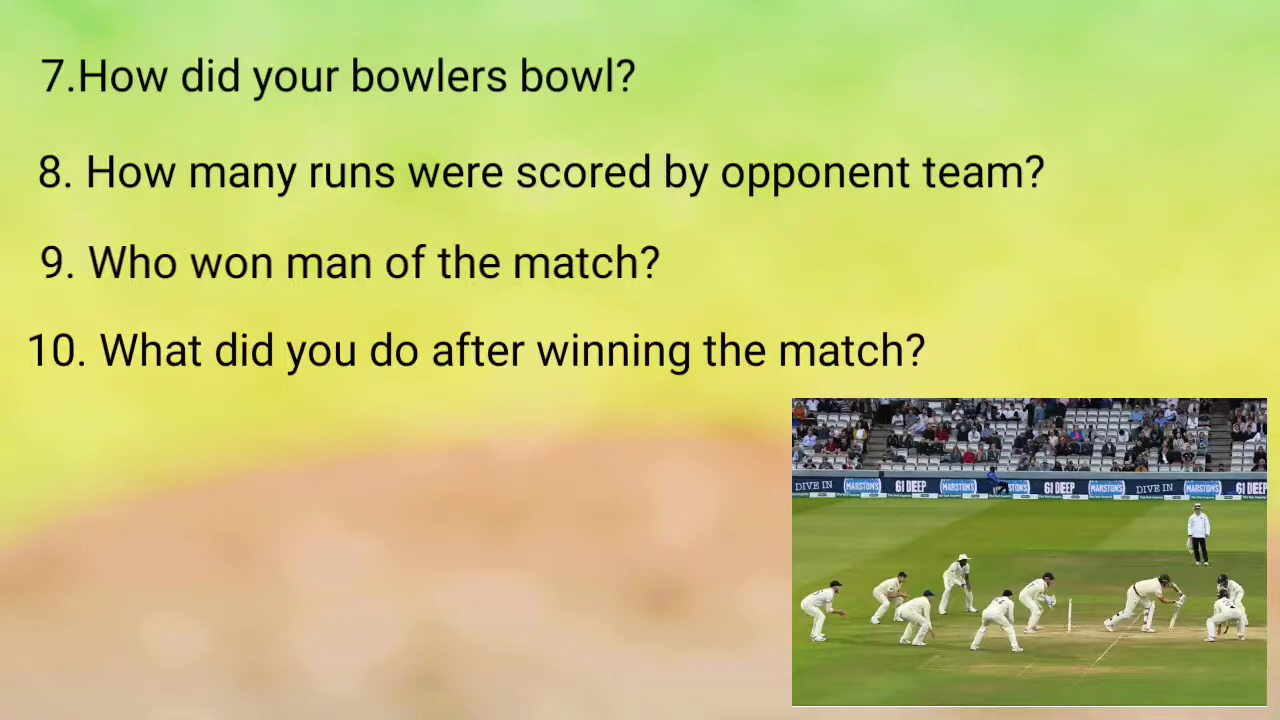 7.How did your bowlers bowl?
8. How many runs were scored by opponent team?
9. Who won man of the match?
10. What did you do after winning the match?
DIVE IN MARSTON'S 61 DEEP MARSTON'S STON'S 61 DEEP MARSTON'S DIVE IN MARSTON'S 61 DEEP